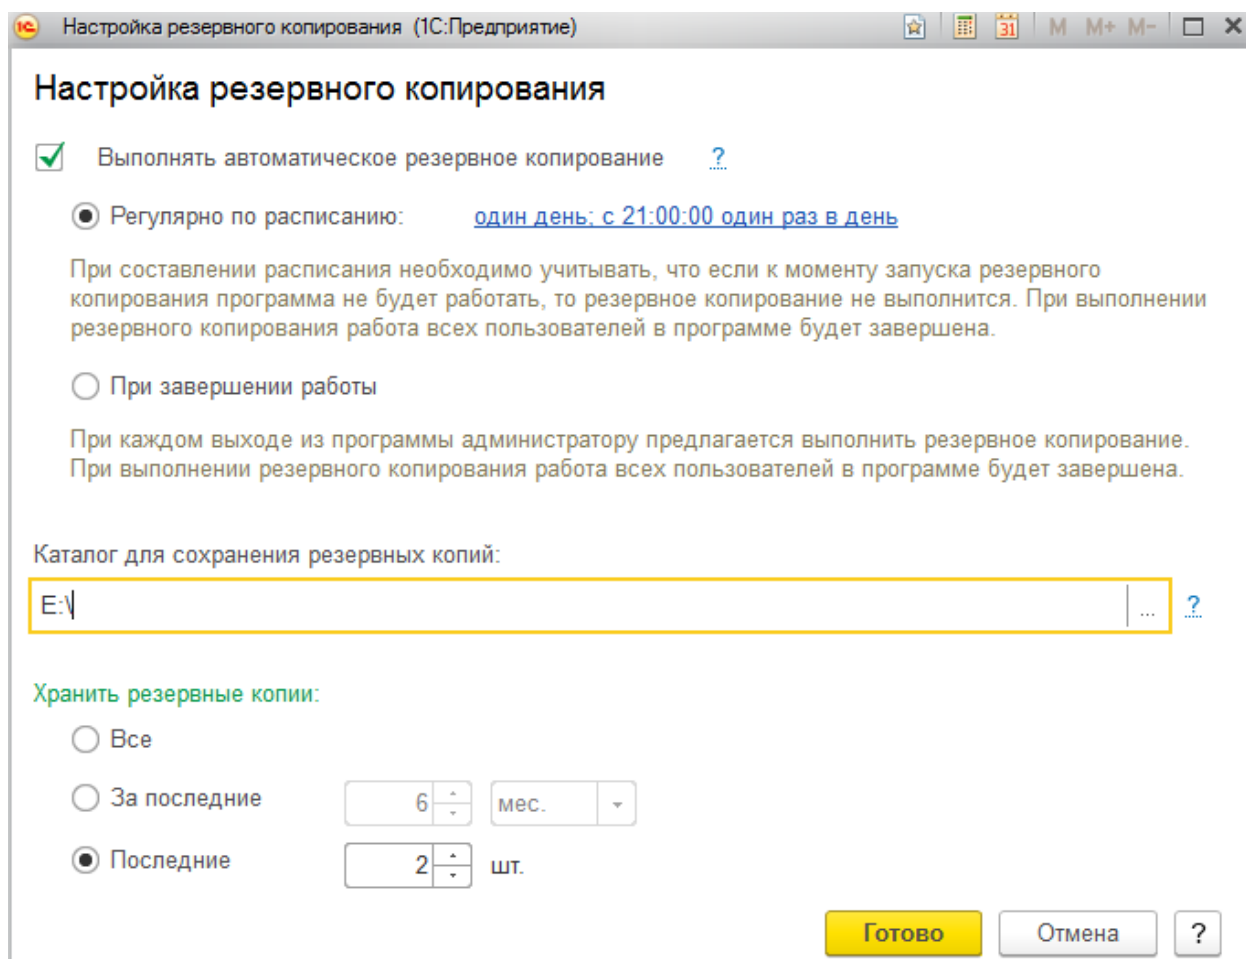 1С Настройка резервного копирования (1С:Предприятие) 31 M M+ M-
Настройка резервного копирования
Выполнять автоматическое резервное копирование ?
Регулярно по расписанию: один день; с 21:00:00 один раз в день
При составлении расписания необходимо учитывать, что если к моменту запуска резервного
копирования программа не будет работать, то резервное копирование не выполнится. При выполнении
резервного копирования работа всех пользователей в программе будет завершена.
При завершении работы
При каждом выходе из программы администратору предлагается выполнить резервное копирование.
При выполнении резервного копирования работа всех пользователей в программе будет завершена.
Каталог для сохранения резервных копий:
E:\ ... ?
Хранить резервные копии:
Все
За последние 6 мес.
Последние 2 шт.
Готово Отмена ?